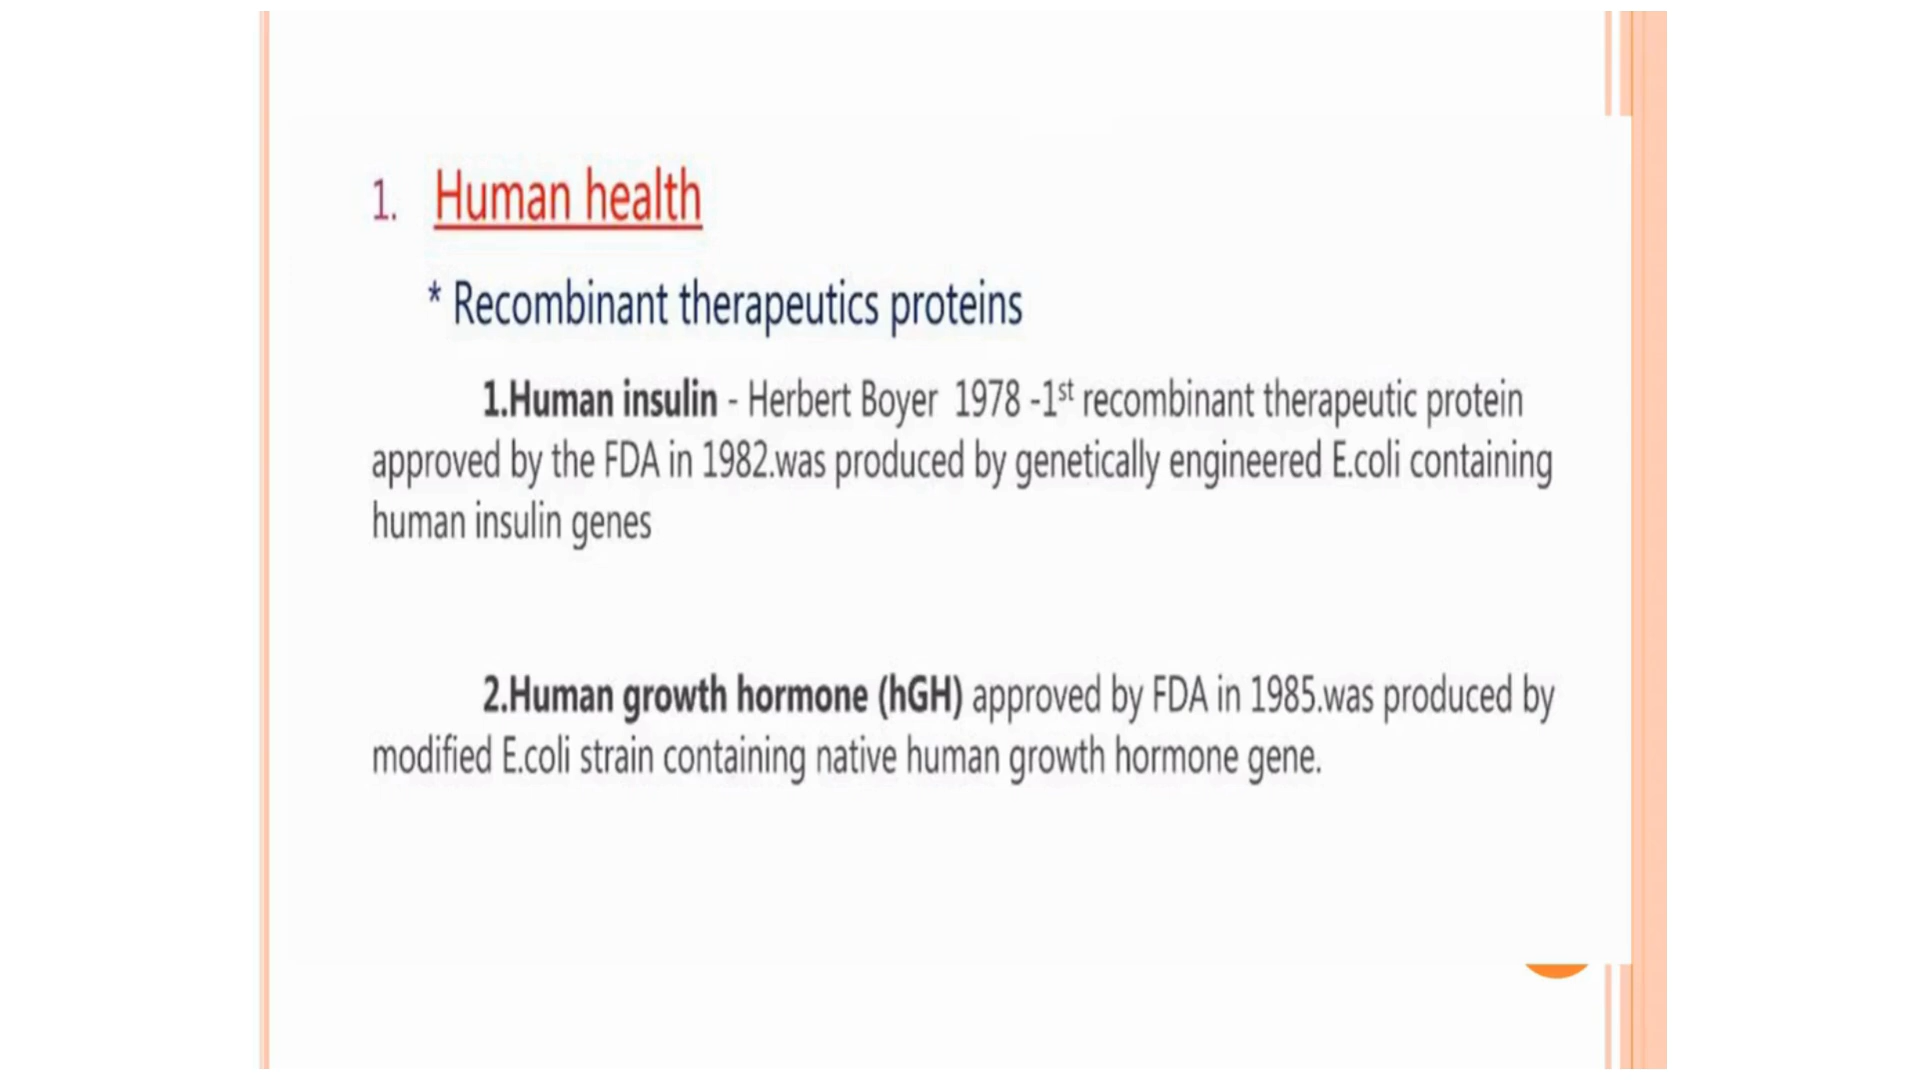 1. Human health
* Recombinant therapeutics proteins
1.Human insulin - Herbert Boyer 1978 -1st recombinant therapeutic protein
approved by the FDA in 1982.was produced by genetically engineered E.coli containing
human insulin genes
2.Human growth hormone (hGH) approved by FDA in 1985.was produced by
modified E.coli strain containing native human growth hormone gene.